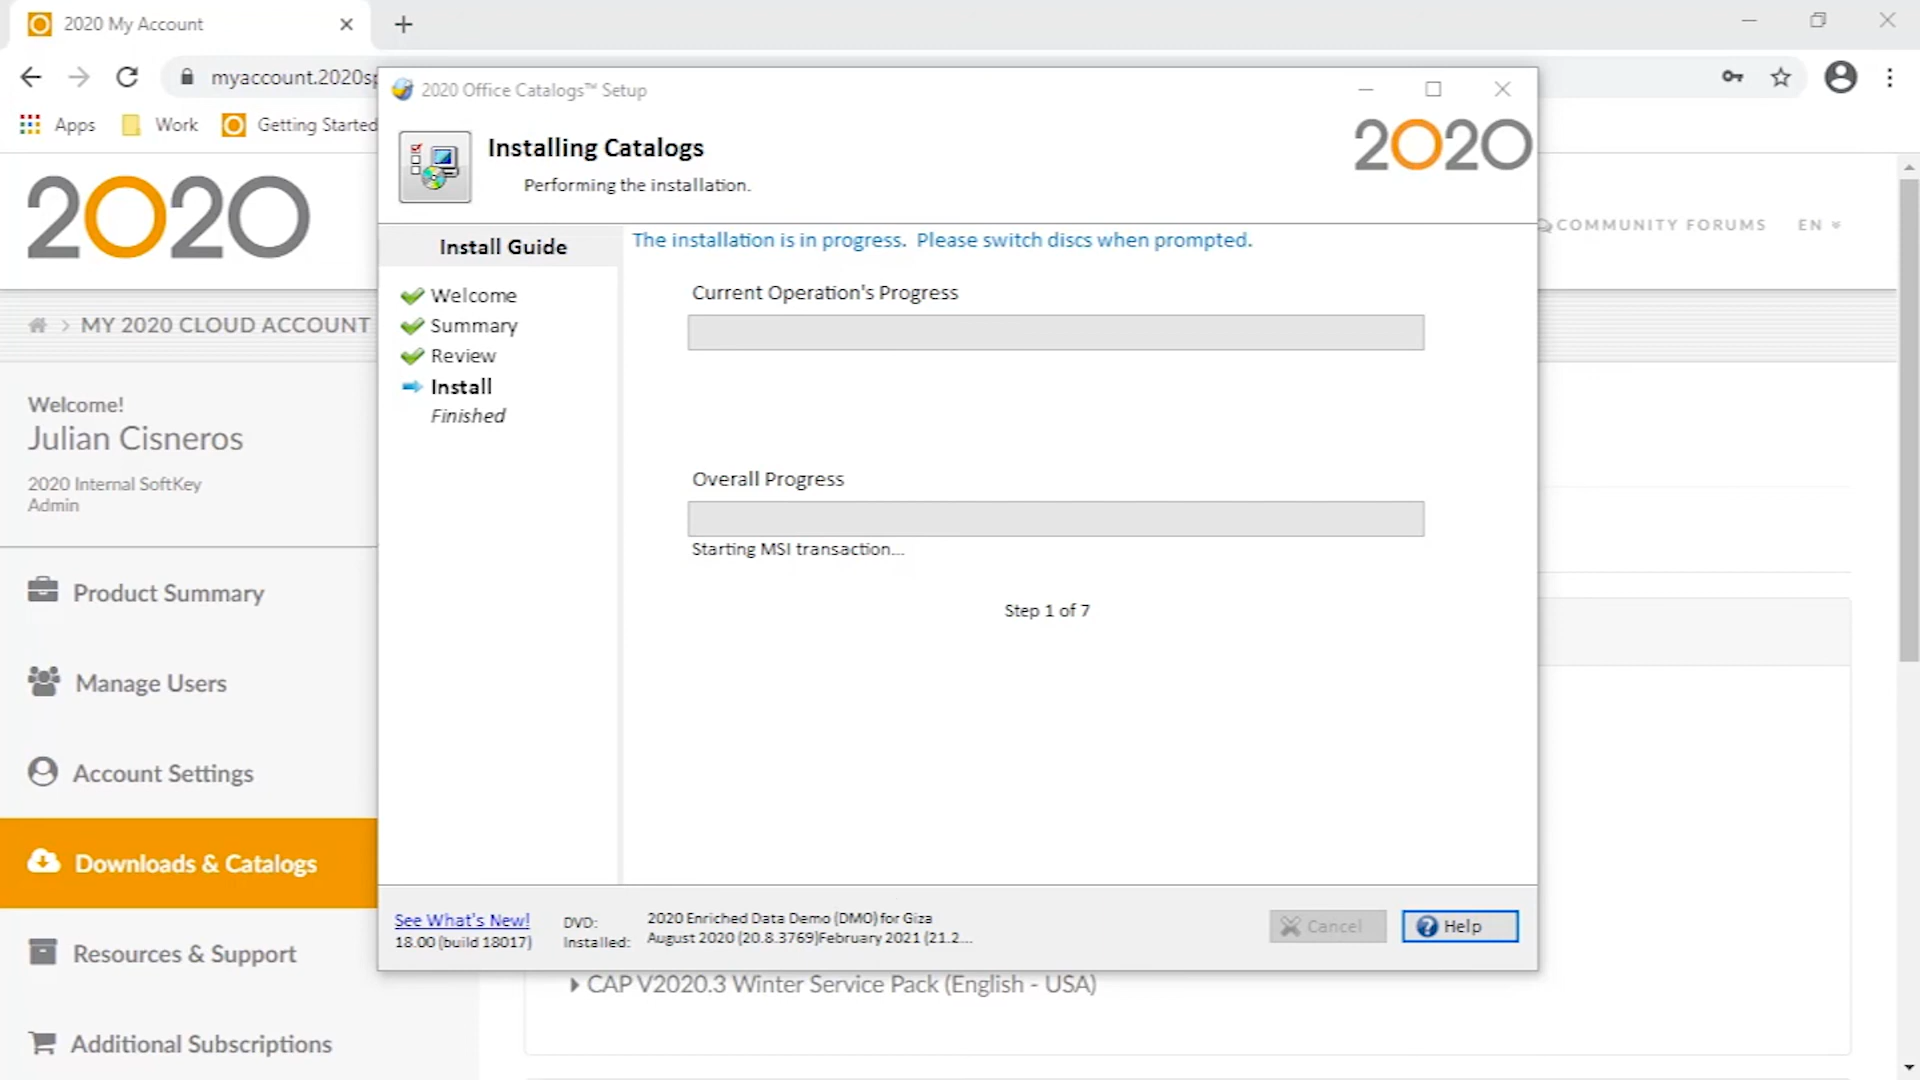 2020 My Account
myaccount.2020sp
Apps
Work
Getting Started
2020
COMMUNITY FORUMS
EN
MY 2020 CLOUD ACCOUNT
Welcome!
Julian Cisneros
2020 Internal SoftKey
Admin
Product Summary
Manage Users
Account Settings
Downloads & Catalogs
Resources & Support
Additional Subscriptions
2020 Office Catalogs™ Setup
Installing Catalogs
Performing the installation.
2020
Install Guide
Welcome
Summary
Review
Install
Finished
The installation is in progress.  Please switch discs when prompted.
Current Operation's Progress
Overall Progress
Starting MSI transaction...
Step 1 of 7
See What's New!
18.00 (build 18017)
DVD: 2020 Enriched Data Demo (DMO) for Giza
Installed: August 2020 (20.8.3769)February 2021 (21.2...
Cancel
Help
CAP V2020.3 Winter Service Pack (English - USA)